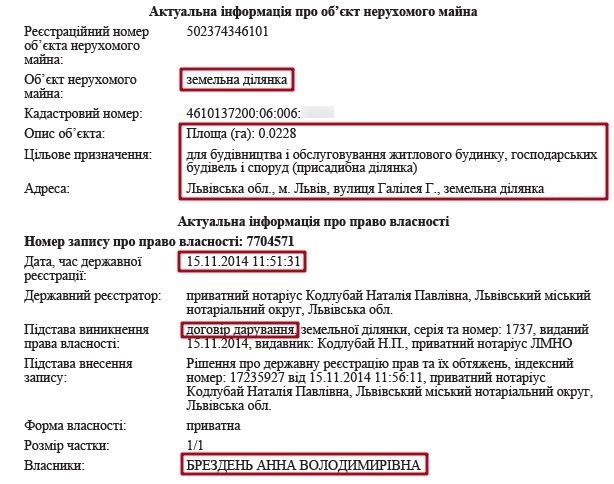 Актуальна інформація про об’єкт нерухомого майна
Реєстраційний номер об’єкта нерухомого майна: 502374346101
Об’єкт нерухомого майна: земельна ділянка
Кадастровий номер: 4610137200:06:006:
Опис об’єкта: Площа (га): 0.0228
Цільове призначення: для будівництва і обслуговування житлового будинку, господарських
будівель і споруд (присадибна ділянка)
Адреса: Львівська обл., м. Львів, вулиця Галілея Г., земельна ділянка
Актуальна інформація про право власності
Номер запису про право власності: 7704571
Дата, час державної реєстрації: 15.11.2014 11:51:31
Державний реєстратор: приватний нотаріус Кодлубай Наталія Павлівна, Львівський міський
нотаріальний округ, Львівська обл.
Підстава виникнення права власності: договір дарування, земельної ділянки, серія та номер: 1737, виданий
15.11.2014, видавник: Кодлубай Н.П., приватний нотаріус ЛМНО
Підстава внесення запису: Рішення про державну реєстрацію прав та їх обтяжень, індексний
номер: 17235927 від 15.11.2014 11:56:11, приватний нотаріус
Кодлубай Наталія Павлівна, Львівський міський нотаріальний округ,
Львівська обл.
Форма власності: приватна
Розмір частки: 1/1
Власники: БРЕЗДЕНЬ АННА ВОЛОДИМИРІВНА